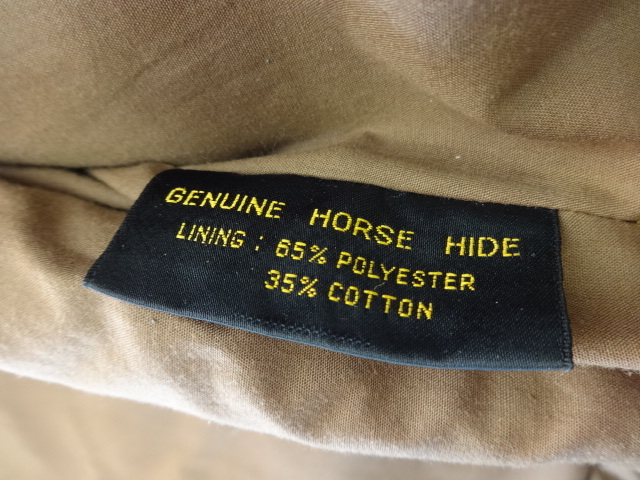 GENUINE HORSE HIDE
LINING : 65% POLYESTER
35% COTTON